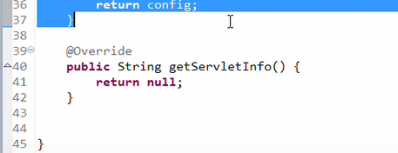 36 return config;
37 }
38
39 @Override
40 public String getServletInfo() {
41 return null;
42 }
43
44
45 }